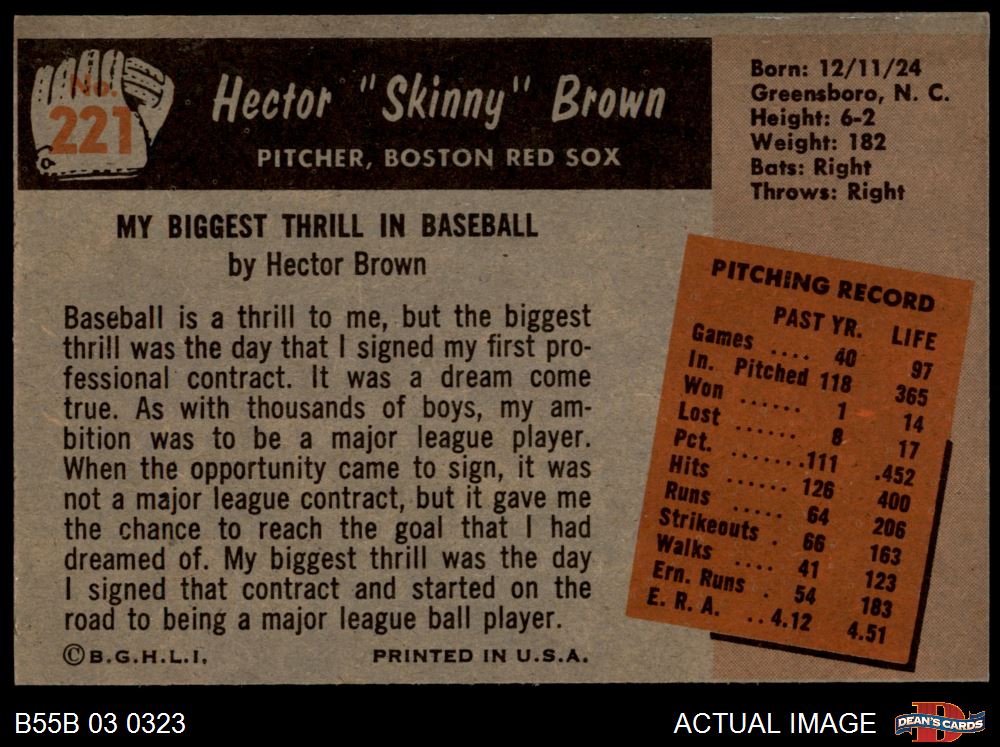 No.
221
Hector "Skinny" Brown
PITCHER, BOSTON RED SOX
Born: 12/11/24
Greensboro, N. C.
Height: 6-2
Weight: 182
Bats: Right
Throws: Right
MY BIGGEST THRILL IN BASEBALL
by Hector Brown
Baseball is a thrill to me, but the biggest
thrill was the day that I signed my first pro-
fessional contract. It was a dream come
true. As with thousands of boys, my am-
bition was to be a major league player.
When the opportunity came to sign, it was
not a major league contract, but it gave me
the chance to reach the goal that I had
dreamed of. My biggest thrill was the day
I signed that contract and started on the
road to being a major league ball player.
©B.G.H.L.I. PRINTED IN U.S.A.
PITCHING RECORD
PAST YR. LIFE
Games .... 40 97
In. Pitched 118 365
Won ...... 1 14
Lost ...... 8 17
Pct. .......111 .452
Hits ...... 126 400
Runs ..... 64 206
Strikeouts . 66 163
Walks .... 41 123
Ern. Runs . 54 183
E. R. A. ..4.12 4.51
B55B 03 0323
ACTUAL IMAGE
DEAN'S CARDS